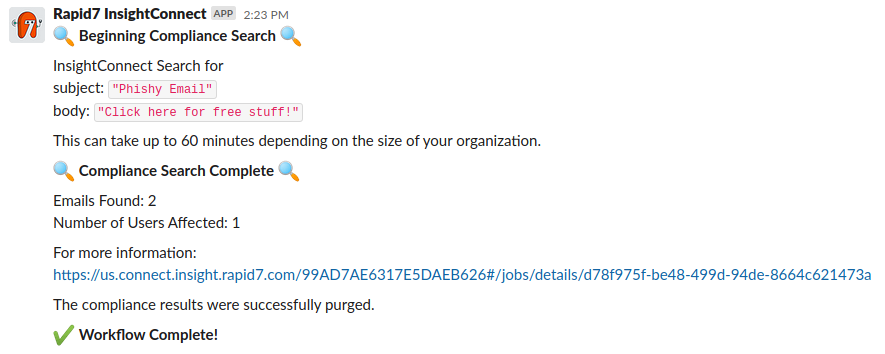 Rapid7 InsightConnect APP 2:23 PM
Beginning Compliance Search
InsightConnect Search for
subject: "Phishy Email"
body: "Click here for free stuff!"
This can take up to 60 minutes depending on the size of your organization.
Compliance Search Complete
Emails Found: 2
Number of Users Affected: 1
For more information:
https://us.connect.insight.rapid7.com/99AD7AE6317E5DAEB626#/jobs/details/d78f975f-be48-499d-94de-8664c621473a
The compliance results were successfully purged.
Workflow Complete!